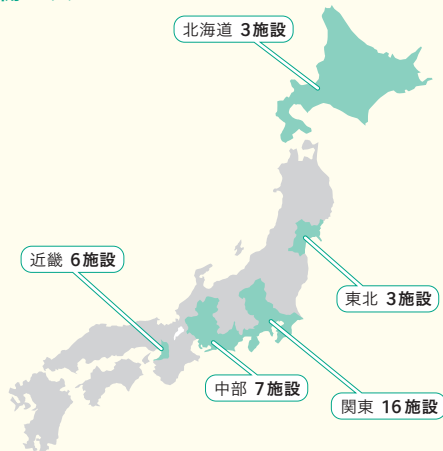 北海道 3施設
東北 3施設
近畿 6施設
中部 7施設
関東 16施設